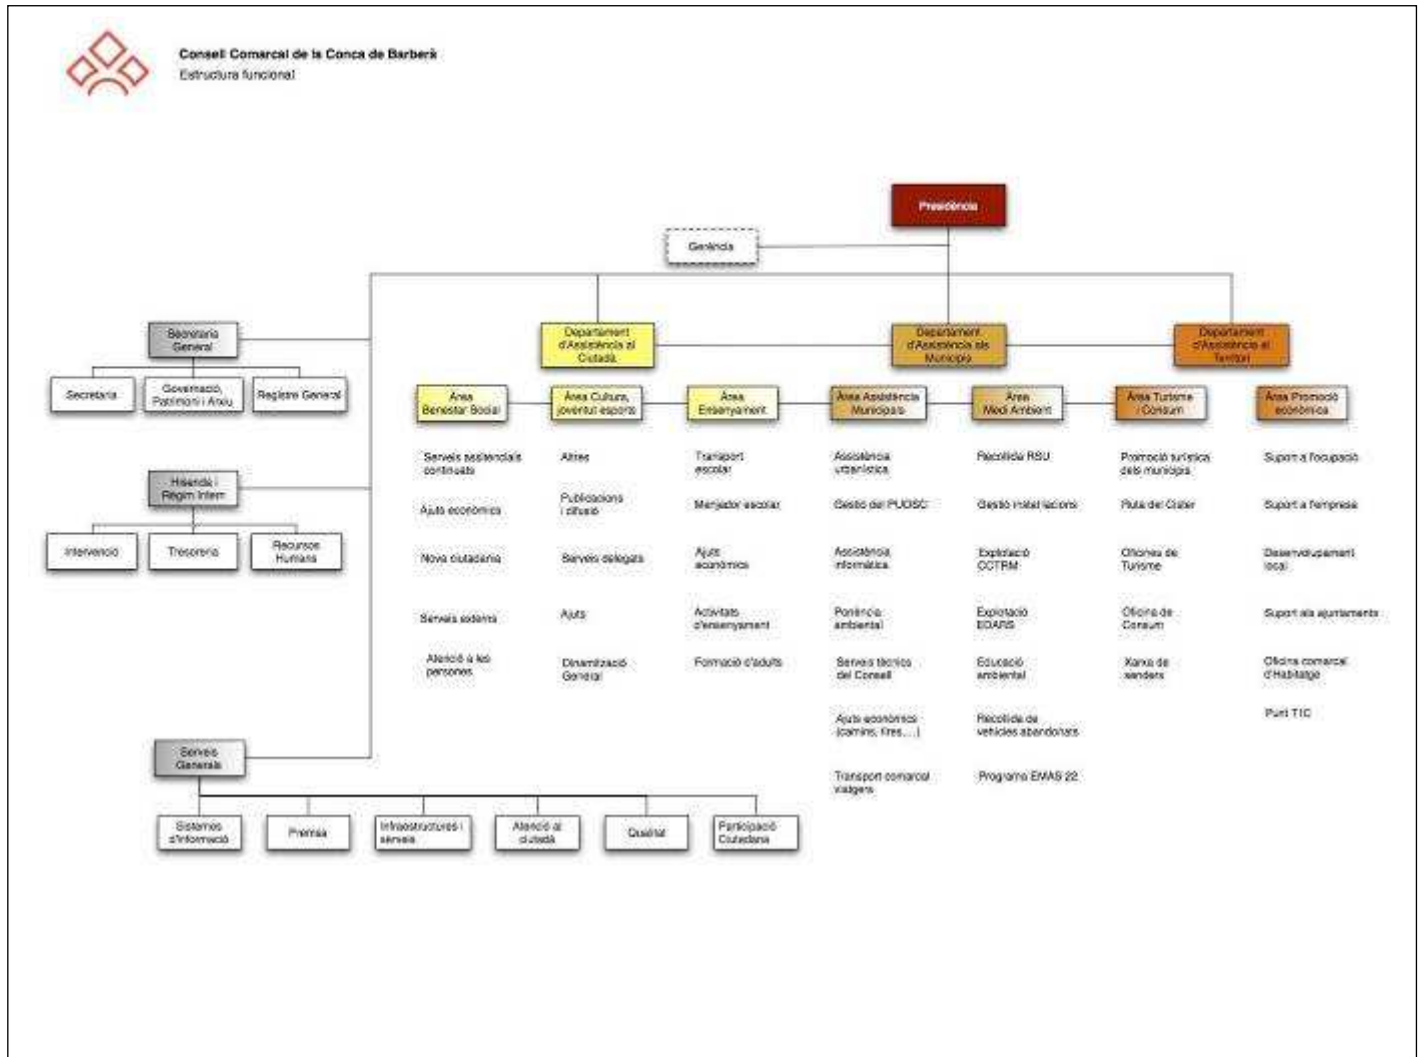 Consell Comarcal de la Conca de Barberà
Estructura funcional
Presidència
Gerència
Secretaria
General
Departament
d'Assistència al
Ciutadà
Departament
d'Assistència als
Municipis
Departament
d'Assistència al
Territori
Secretaria
Governació,
Patrimoni i Arxiu
Registre General
Àrea
Benestar Social
Àrea Cultura,
joventut esports
Àrea
Ensenyament
Àrea Assistència
Municipals
Àrea
Medi Ambient
Àrea Turisme
i Consum
Àrea Promoció
econòmica
Serveis assitencials
continuats
Ajuts econòmics
Nova ciutadania
Serveis externs
Atenció a les
persones
Altres
Publicacions
i difusió
Serveis delegats
Ajuts
Dinamització
General
Transport
escolar
Menjador escolar
Ajuts
econòmics
Activitats
d'ensenyament
Formació d'adults
Assistència
urbanística
Gestió del PUOSC
Assistència
informàtica
Ponència
ambiental
Serveis tècnics
del Consell
Ajuts econòmics
(camins, fires,...)
Transport comarcal
viatgers
Recollida RSU
Gestió instal·lacions
Explotació
CCTRM
Explotació
EDARS
Educació
ambiental
Recollida de
vehicles abandonats
Programa EMAS 22
Promoció turística
dels municipis
Ruta del Cister
Oficines de
Turisme
Oficina de
Consum
Xarxa de
senders
Suport a l'ocupació
Suport a l'empresa
Desenvolupament
local
Suport als ajuntaments
Oficina comarcal
d'Habitatge
Punt TIC
Hisenda i
Règim Intern
Intervenció
Tresoreria
Recursos
Humans
Serveis
Generals
Sistemes
d'informació
Premsa
Infraestructures i
serveis
Atenció al
ciutadà
Qualitat
Participació
Ciutadana